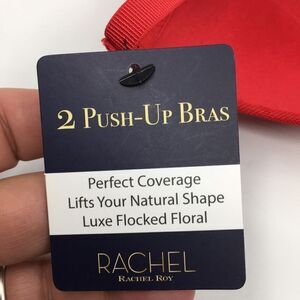 2 PUSH-UP BRAS
Perfect Coverage
Lifts Your Natural Shape
Luxe Flocked Floral
RACHEL
RACHEL ROY